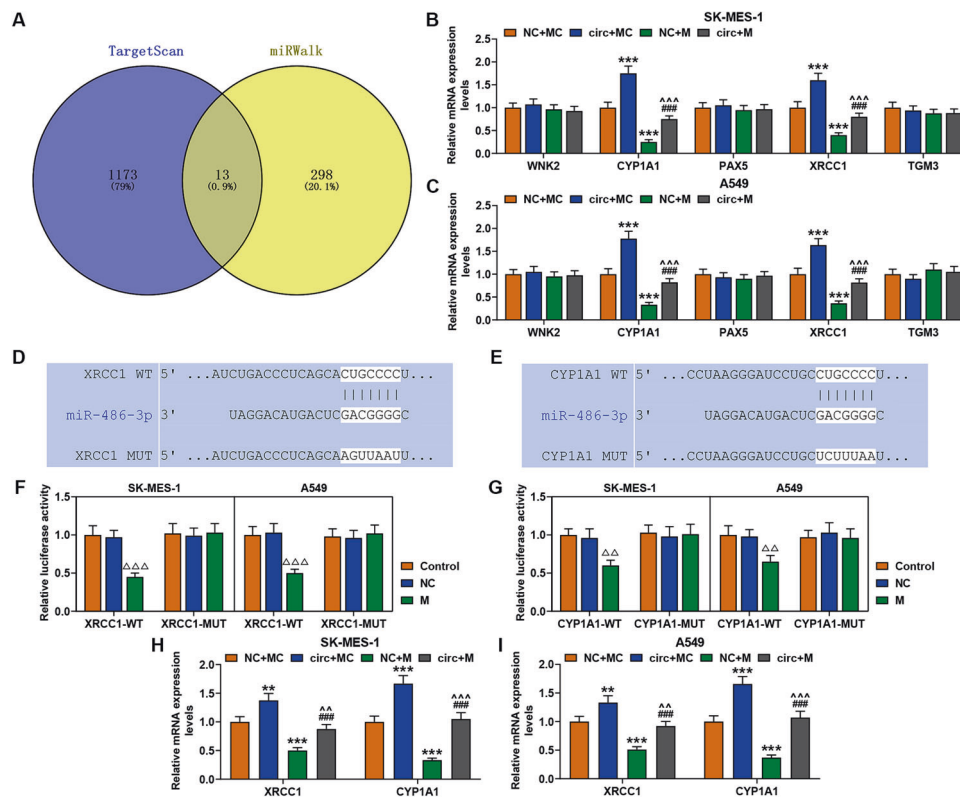 A
TargetScan
miRWalk
1173
(79%)
13
(0.9%)
298
(20.1%)
B
SK-MES-1
NC+MC circ+MC NC+M circ+M
Relative mRNA expression
levels
2.5
2.0
1.5
1.0
0.5
0.0
*** *** ^^^ ### *** *** ^^^ ###
WNK2 CYP1A1 PAX5 XRCC1 TGM3
C
A549
NC+MC circ+MC NC+M circ+M
Relative mRNA expression
levels
2.5
2.0
1.5
1.0
0.5
0.0
*** *** ^^^ ### *** *** ^^^ ###
WNK2 CYP1A1 PAX5 XRCC1 TGM3
D
XRCC1 WT 5' ...AUCUGACCCUCAGCACUGCCCCU...
| | | | | | |
miR-486-3p 3' UAGGACAUGACUCGACGGGGC
XRCC1 MUT 5' ...AUCUGACCCUCAGCAAGUUAAUU...
E
CYP1A1 WT 5' ...CCUAAGGGAUCCUGCCUGCCCCU...
| | | | | | |
miR-486-3p 3' UAGGACAUGACUCGACGGGGC
CYP1A1 MUT 5' ...CCUAAGGGAUCCUGCUCUUUAAU...
F
SK-MES-1 A549
Relative luciferase activity
1.5
1.0
0.5
0.0
△△△ △△△
XRCC1-WT XRCC1-MUT XRCC1-WT XRCC1-MUT
Control
NC
M
G
SK-MES-1 A549
Relative luciferase activity
1.5
1.0
0.5
0.0
△△ △△
CYP1A1-WT CYP1A1-MUT CYP1A1-WT CYP1A1-MUT
Control
NC
M
H
SK-MES-1
NC+MC circ+MC NC+M circ+M
Relative mRNA expression
levels
2.0
1.5
1.0
0.5
0.0
** *** ^^ ### *** *** ^^^ ###
XRCC1 CYP1A1
I
A549
NC+MC circ+MC NC+M circ+M
Relative mRNA expression
levels
2.0
1.5
1.0
0.5
0.0
** *** ^^ ### *** *** ^^^ ###
XRCC1 CYP1A1